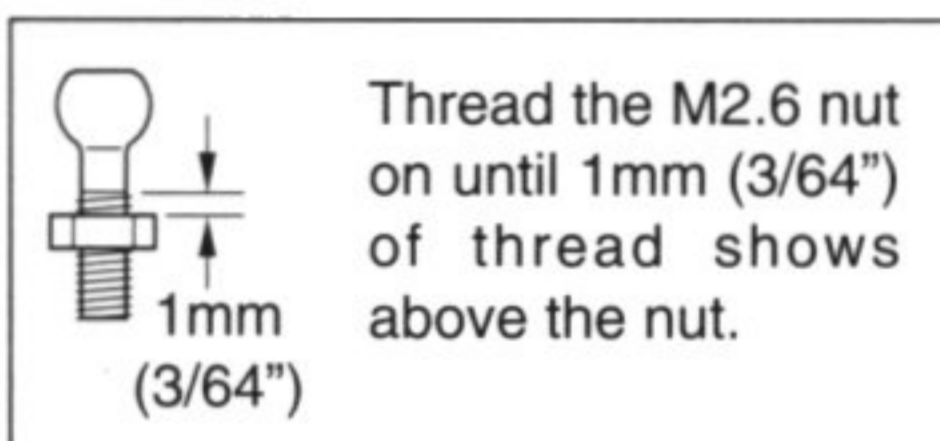 Thread the M2.6 nut
on until 1mm (3/64”)
of thread shows
above the nut.
1mm
(3/64”)